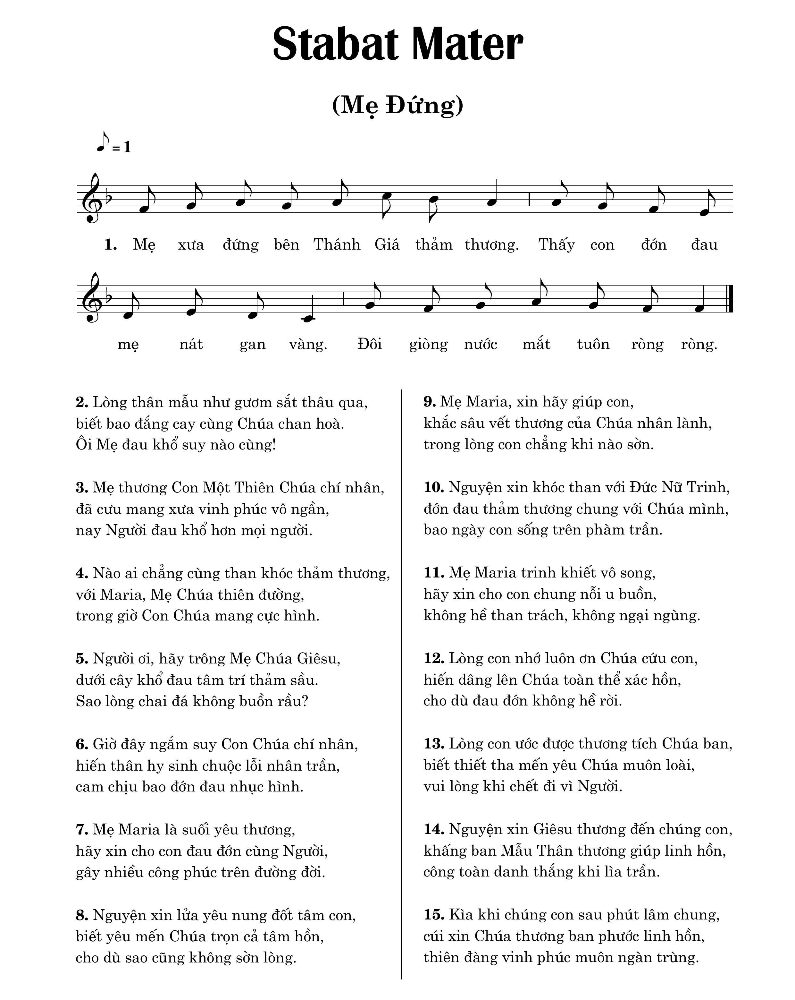 Stabat Mater
(Mẹ Đứng)
= 1
1. Mẹ xưa đứng bên Thánh Giá thảm thương. Thấy con đớn đau
mẹ nát gan vàng. Đôi giòng nước mắt tuôn ròng ròng.
2. Lòng thân mẫu như gươm sắt thâu qua,
biết bao đắng cay cùng Chúa chan hoà.
Ôi Mẹ đau khổ suy nào cùng!
3. Mẹ thương Con Một Thiên Chúa chí nhân,
đã cưu mang xưa vinh phúc vô ngần,
nay Người đau khổ hơn mọi người.
4. Nào ai chẳng cùng than khóc thảm thương,
với Maria, Mẹ Chúa thiên đường,
trong giờ Con Chúa mang cực hình.
5. Người ơi, hãy trông Mẹ Chúa Giêsu,
dưới cây khổ đau tâm trí thảm sầu.
Sao lòng chai đá không buồn rầu?
6. Giờ đây ngắm suy Con Chúa chí nhân,
hiến thân hy sinh chuộc lỗi nhân trần,
cam chịu bao đớn đau nhục hình.
7. Mẹ Maria là suối yêu thương,
hãy xin cho con đau đớn cùng Người,
gây nhiều công phúc trên đường đời.
8. Nguyện xin lửa yêu nung đốt tâm con,
biết yêu mến Chúa trọn cả tâm hồn,
cho dù sao cũng không sờn lòng.
9. Mẹ Maria, xin hãy giúp con,
khắc sâu vết thương của Chúa nhân lành,
trong lòng con chẳng khi nào sờn.
10. Nguyện xin khóc than với Đức Nữ Trinh,
đớn đau thảm thương chung với Chúa mình,
bao ngày con sống trên phàm trần.
11. Mẹ Maria trinh khiết vô song,
hãy xin cho con chung nỗi u buồn,
không hề than trách, không ngại ngùng.
12. Lòng con nhớ luôn ơn Chúa cứu con,
hiến dâng lên Chúa toàn thể xác hồn,
cho dù đau đớn không hề rời.
13. Lòng con ước được thương tích Chúa ban,
biết thiết tha mến yêu Chúa muôn loài,
vui lòng khi chết đi vì Người.
14. Nguyện xin Giêsu thương đến chúng con,
khấng ban Mẫu Thân thương giúp linh hồn,
công toàn danh thắng khi lìa trần.
15. Kìa khi chúng con sau phút lâm chung,
cúi xin Chúa thương ban phước linh hồn,
thiên đàng vinh phúc muôn ngàn trùng.